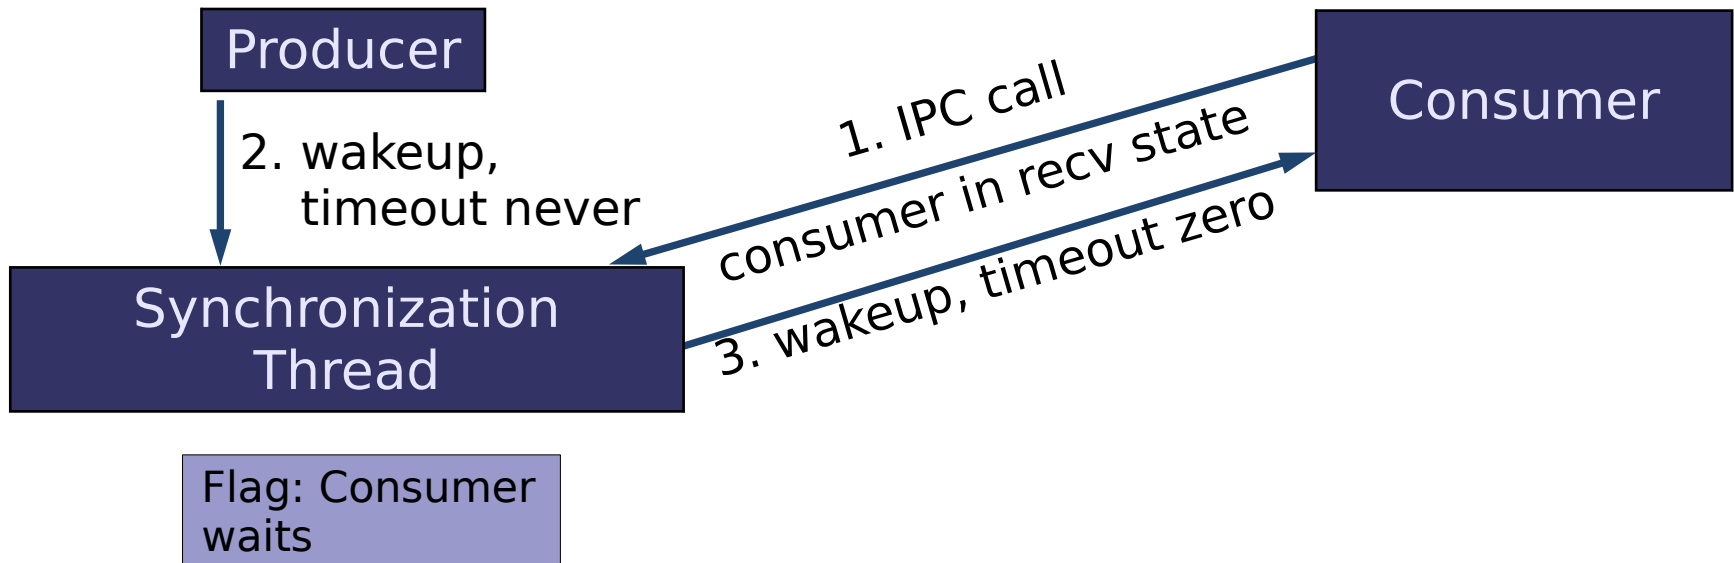 Producer
Consumer
1. IPC call
consumer in recv state
2. wakeup,
timeout never
3. wakeup, timeout zero
Synchronization
Thread
Flag: Consumer
waits